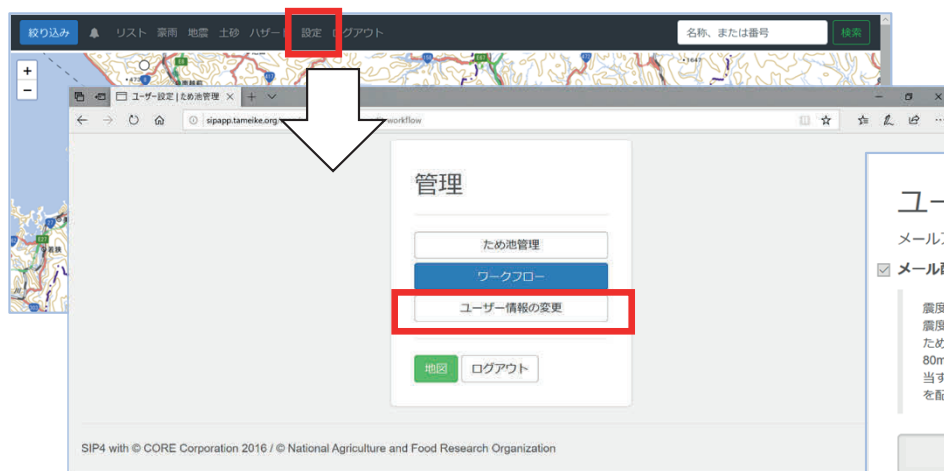 絞り込み リスト 豪雨 地震 土砂 ハザード 設定 ログアウト 名称、または番号 検索
+
−
ユーザー設定 | ため池管理
sipapp.tameike.org workflow
管理
ため池管理
ワークフロー
ユーザー情報の変更
地図 ログアウト
SIP4 with © CORE Corporation 2016 / © National Agriculture and Food Research Organization
ユー
メールア
メール配
震度
震度
ため
80m
当す
を配